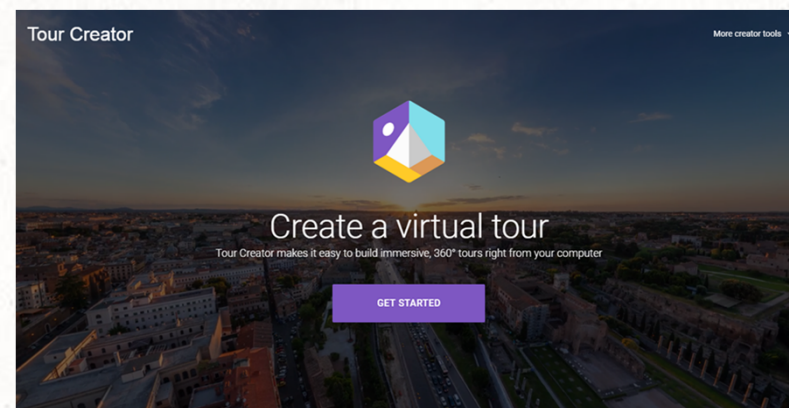 Tour Creator
More creator tools
Create a virtual tour
Tour Creator makes it easy to build immersive, 360° tours right from your computer
GET STARTED